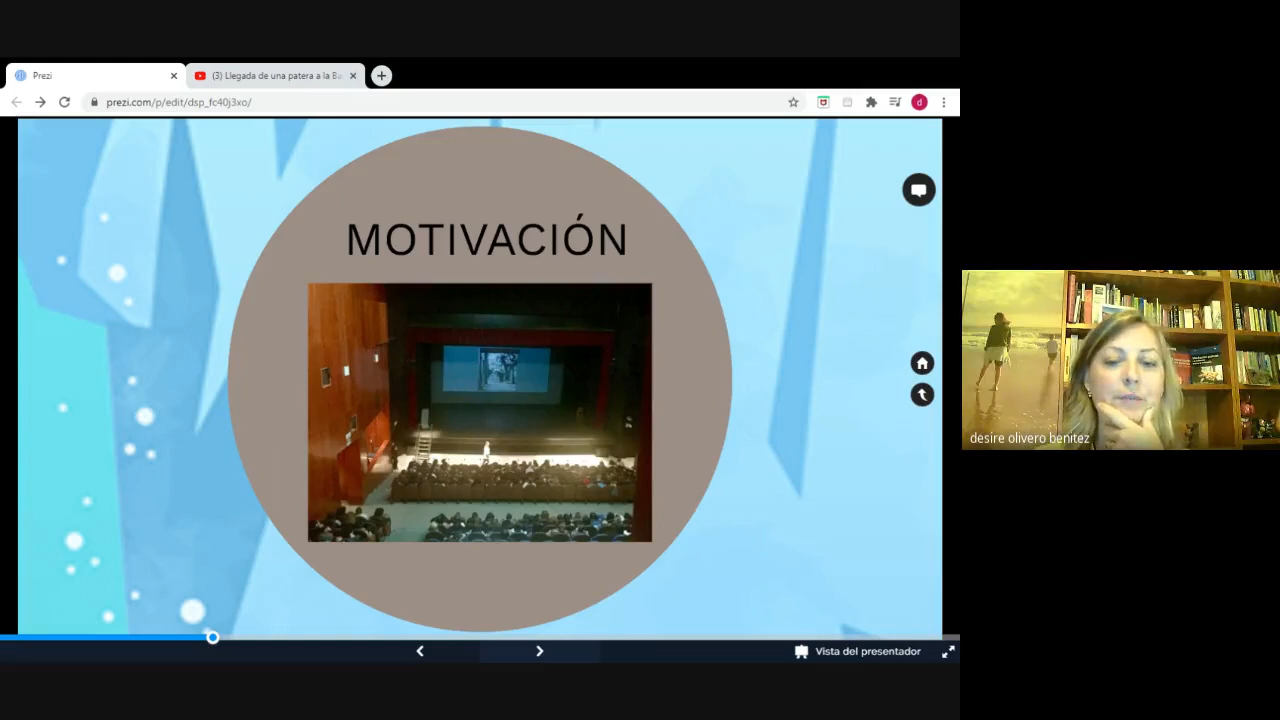 Prezi
(3) Llegada de una patera a la Ba
prezi.com/p/edit/dsp_fc40j3xo/
d
MOTIVACIÓN
desire olivero benitez
Vista del presentador